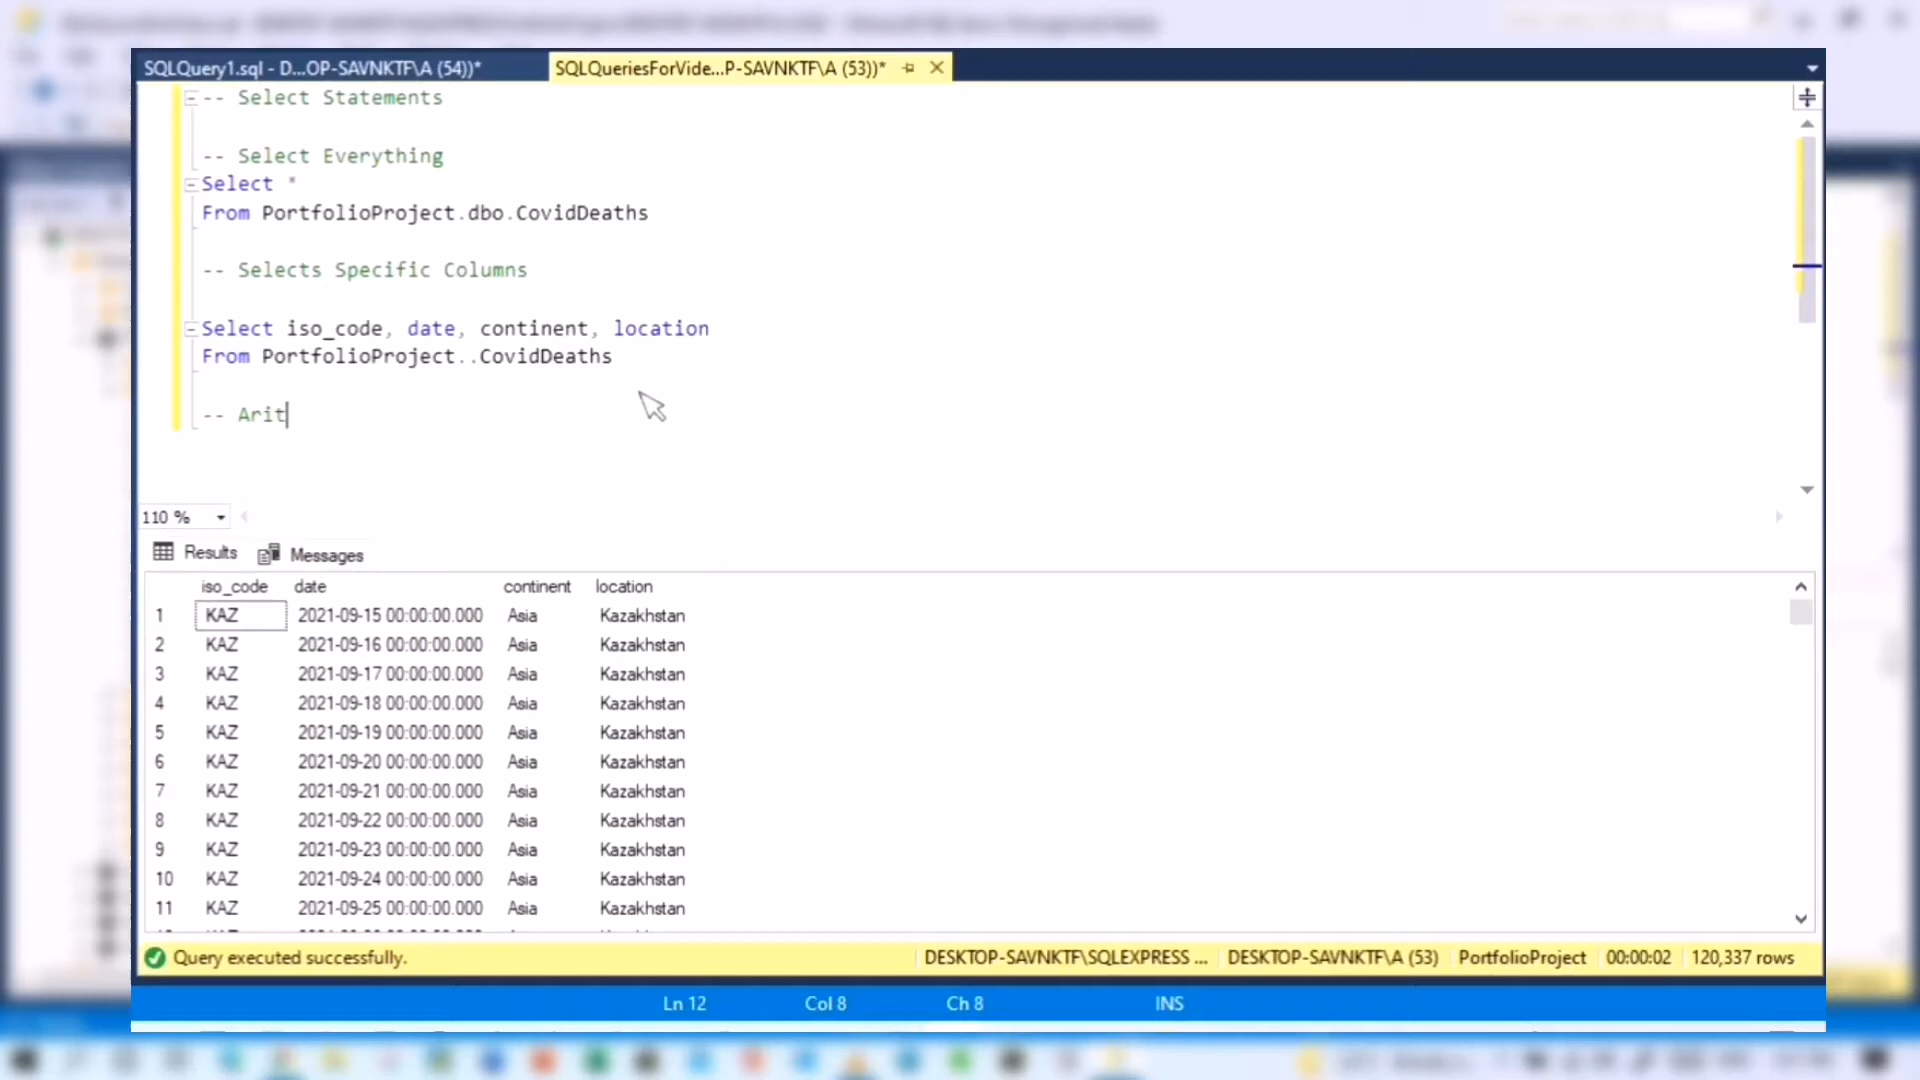 SQLQuery1.sql - D...OP-SAVNKTF\A (54))*
SQLQueriesForVide...P-SAVNKTF\A (53))*
-- Select Statements
-- Select Everything
Select *
From PortfolioProject.dbo.CovidDeaths
-- Selects Specific Columns
Select iso_code, date, continent, location
From PortfolioProject..CovidDeaths
-- Arit
110 %
Results Messages
iso_code date continent location
1 KAZ 2021-09-15 00:00:00.000 Asia Kazakhstan
2 KAZ 2021-09-16 00:00:00.000 Asia Kazakhstan
3 KAZ 2021-09-17 00:00:00.000 Asia Kazakhstan
4 KAZ 2021-09-18 00:00:00.000 Asia Kazakhstan
5 KAZ 2021-09-19 00:00:00.000 Asia Kazakhstan
6 KAZ 2021-09-20 00:00:00.000 Asia Kazakhstan
7 KAZ 2021-09-21 00:00:00.000 Asia Kazakhstan
8 KAZ 2021-09-22 00:00:00.000 Asia Kazakhstan
9 KAZ 2021-09-23 00:00:00.000 Asia Kazakhstan
10 KAZ 2021-09-24 00:00:00.000 Asia Kazakhstan
11 KAZ 2021-09-25 00:00:00.000 Asia Kazakhstan
Query executed successfully. DESKTOP-SAVNKTF\SQLEXPRESS ... DESKTOP-SAVNKTF\A (53) PortfolioProject 00:00:02 120,337 rows
Ln 12 Col 8 Ch 8 INS